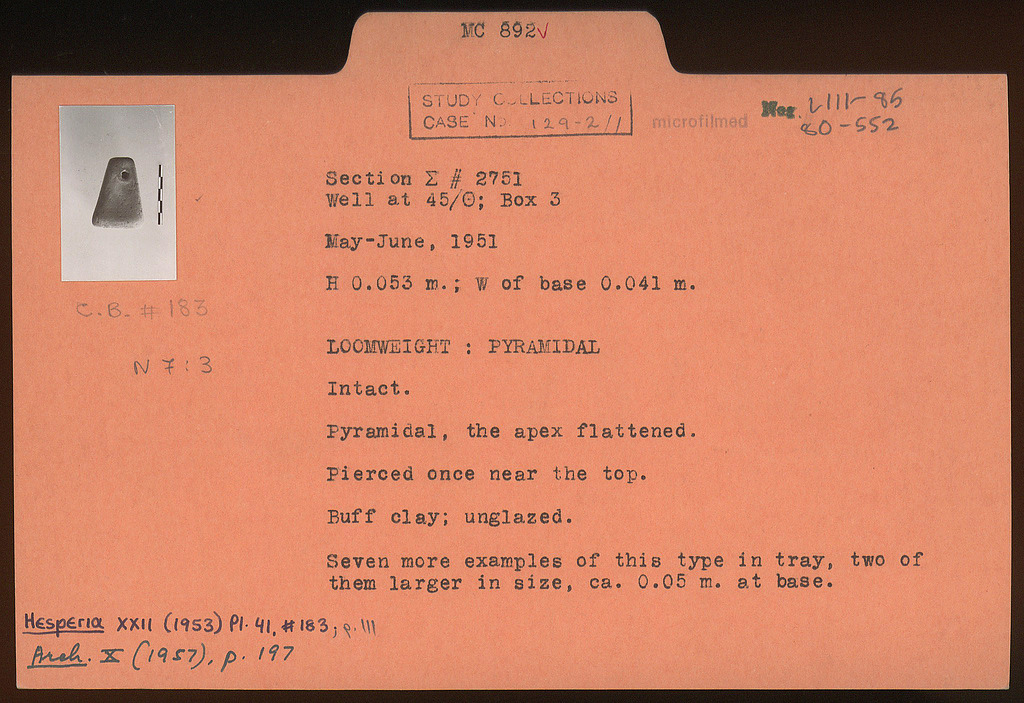 MC 892✓
STUDY COLLECTIONS
CASE No 129-2/1
microfilmed
Neg. LIII-86
80-552
Section Σ # 2751
Well at 45/Θ; Box 3
May-June, 1951
H 0.053 m.; W of base 0.041 m.
C.B. # 183
N 7:3
LOOMWEIGHT : PYRAMIDAL
Intact.
Pyramidal, the apex flattened.
Pierced once near the top.
Buff clay; unglazed.
Seven more examples of this type in tray, two of
them larger in size, ca. 0.05 m. at base.
Hesperia XXII (1953) Pl. 41, #183; p. 111
Arch. X (1957), p. 197